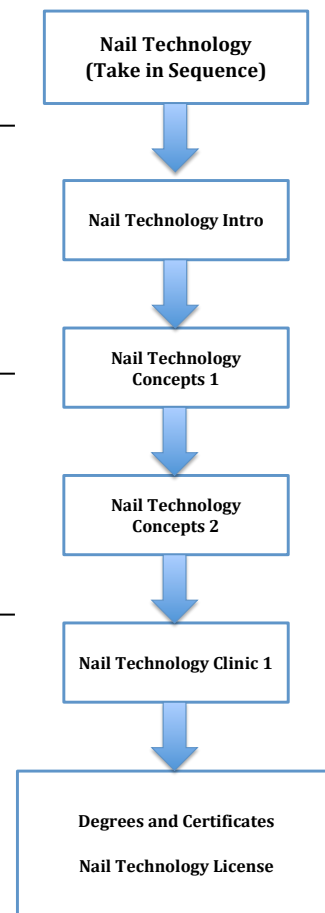 Nail Technology
(Take in Sequence)
Nail Technology Intro
Nail Technology
Concepts 1
Nail Technology
Concepts 2
Nail Technology Clinic 1
Degrees and Certificates
Nail Technology License